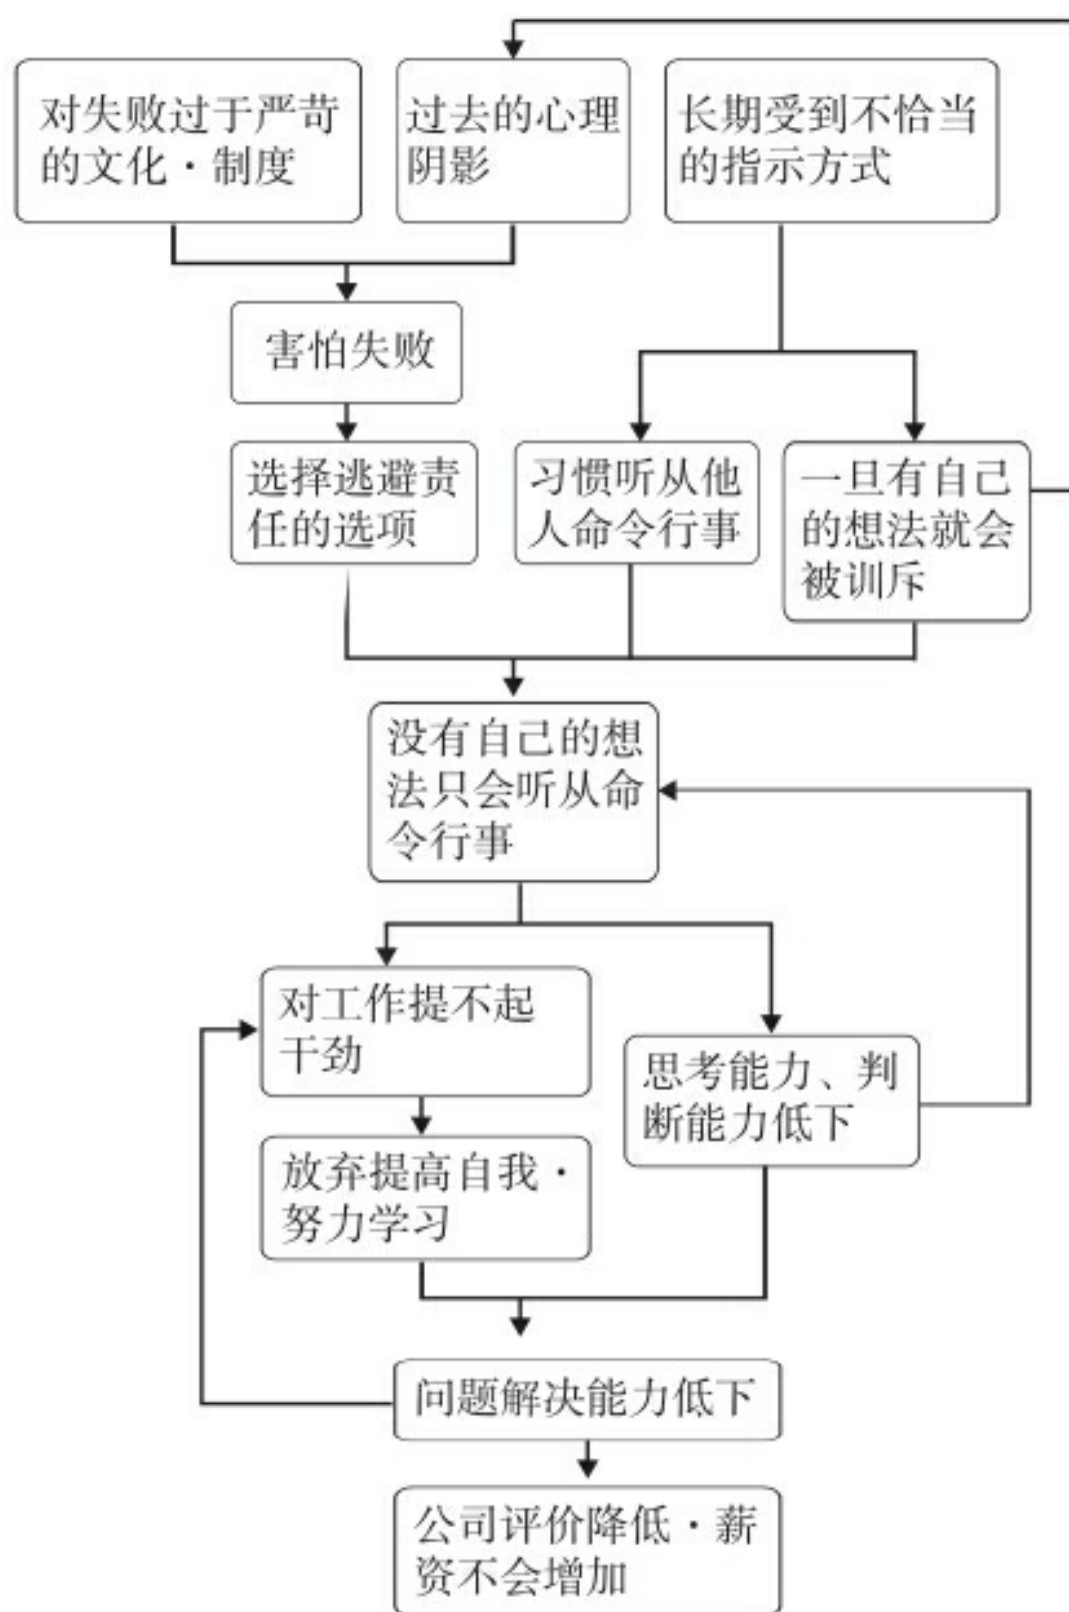 对失败过于严苛
的文化·制度
过去的心理
阴影
长期受到不恰当
的指示方式
害怕失败
选择逃避责
任的选项
习惯听从他
人命令行事
一旦有自己
的想法就会
被训斥
没有自己的想
法只会听从命
令行事
对工作提不起
干劲
思考能力、判
断能力低下
放弃提高自我·
努力学习
问题解决能力低下
公司评价降低·薪
资不会增加